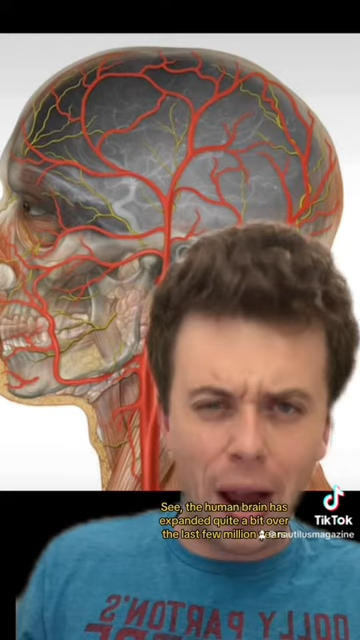 See, the human brain has
expanded quite a bit over
the last few million
TikTok
nautilusmagazine
DOLLY PARTON'S